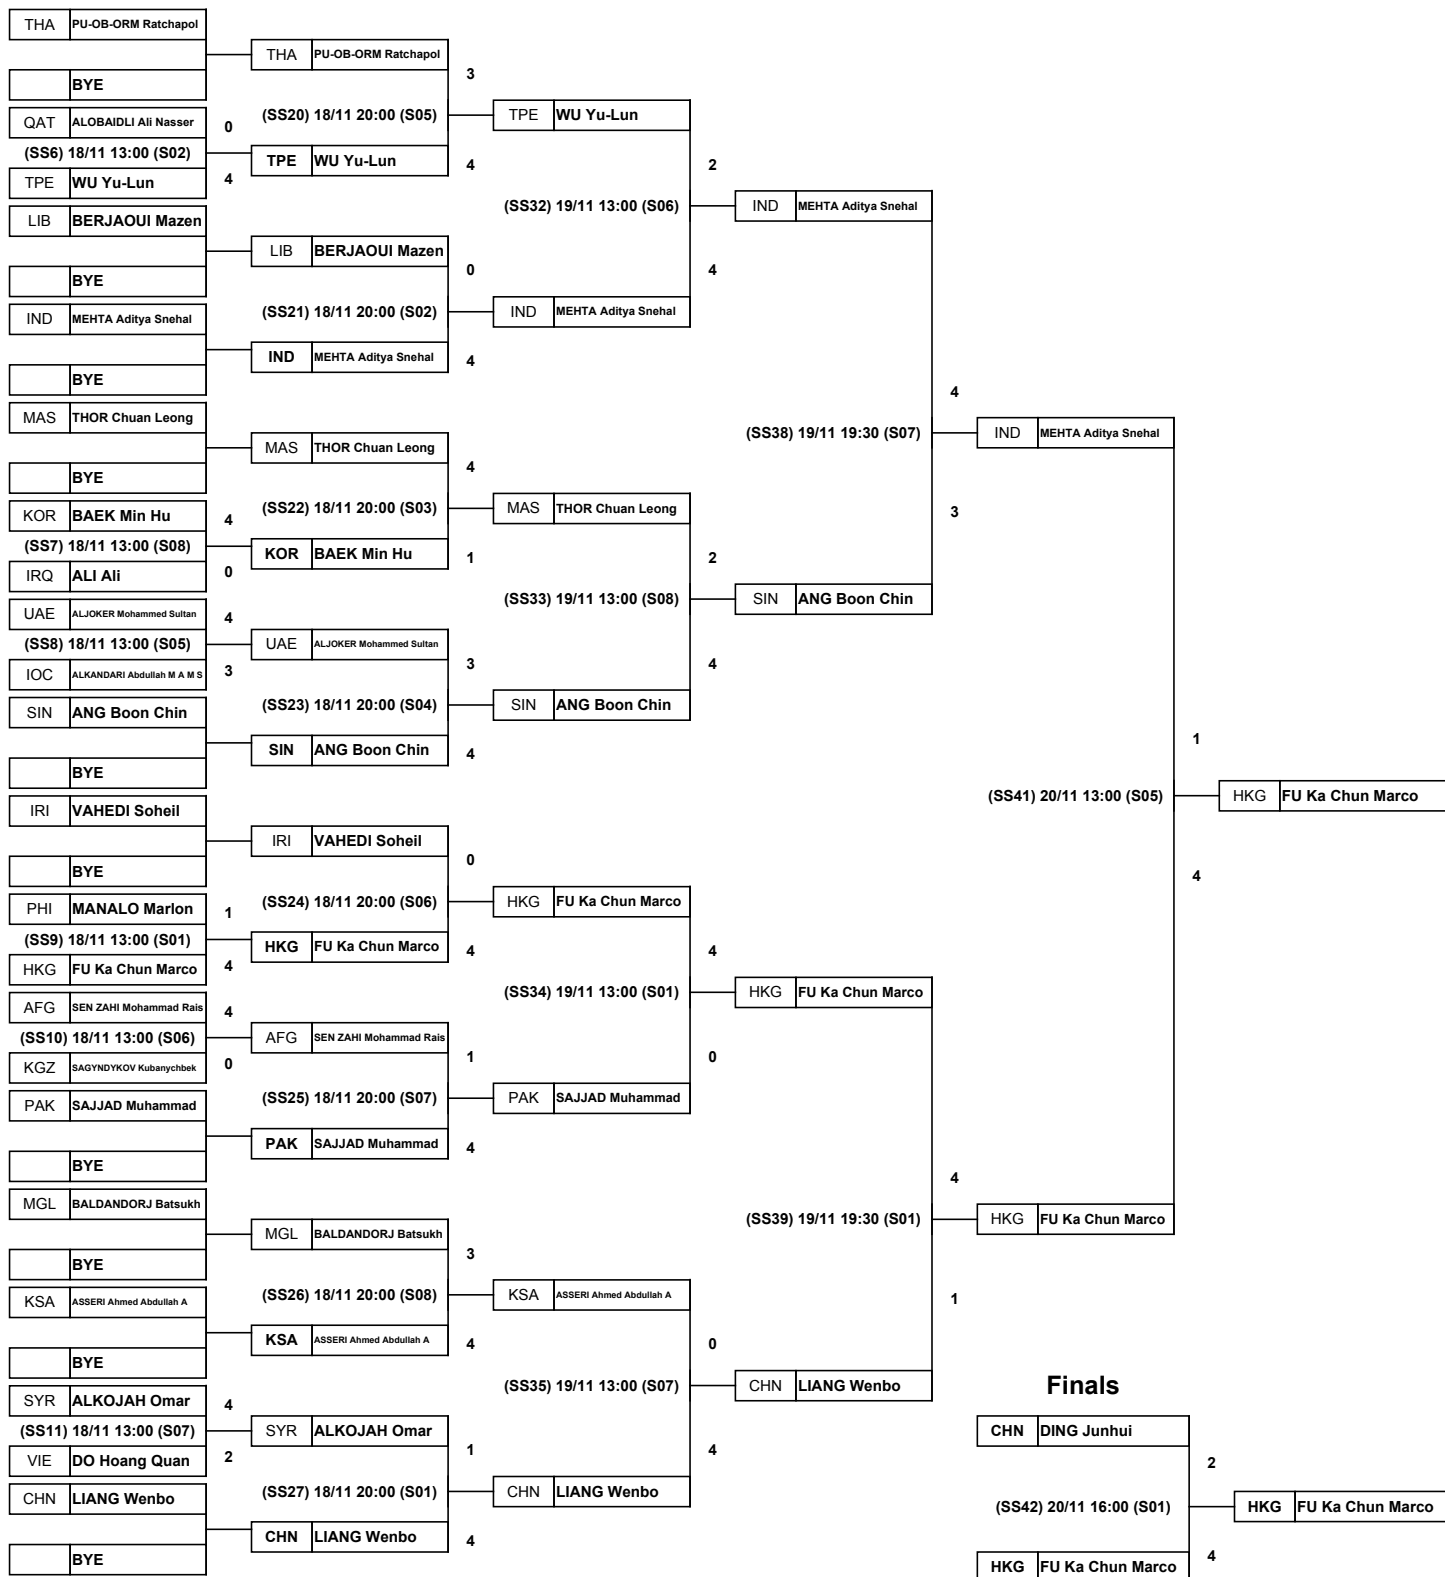 THA PU-OB-ORM Ratchapol
THA PU-OB-ORM Ratchapol
3
BYE
QAT ALOBAIDLI Ali Nasser 0
(SS20) 18/11 20:00 (S05)
TPE WU Yu-Lun
(SS6) 18/11 13:00 (S02)
TPE WU Yu-Lun 4
TPE WU Yu-Lun 4
2
LIB BERJAOUI Mazen
(SS32) 19/11 13:00 (S06)
IND MEHTA Aditya Snehal
LIB BERJAOUI Mazen
0
4
BYE
IND MEHTA Aditya Snehal
(SS21) 18/11 20:00 (S02)
IND MEHTA Aditya Snehal
IND MEHTA Aditya Snehal 4
BYE
4
MAS THOR Chuan Leong
(SS38) 19/11 19:30 (S07)
IND MEHTA Aditya Snehal
MAS THOR Chuan Leong
4
BYE
KOR BAEK Min Hu 4
(SS22) 18/11 20:00 (S03)
MAS THOR Chuan Leong
3
(SS7) 18/11 13:00 (S08)
KOR BAEK Min Hu 1
2
IRQ ALI Ali 0
(SS33) 19/11 13:00 (S08)
SIN ANG Boon Chin
UAE ALJOKER Mohammed Sultan 4
(SS8) 18/11 13:00 (S05)
UAE ALJOKER Mohammed Sultan
3
4
IOC ALKANDARI Abdullah M A M S 3
SIN ANG Boon Chin
(SS23) 18/11 20:00 (S04)
SIN ANG Boon Chin
SIN ANG Boon Chin 4
1
BYE
(SS41) 20/11 13:00 (S05)
HKG FU Ka Chun Marco
IRI VAHEDI Soheil
IRI VAHEDI Soheil
0
BYE
4
PHI MANALO Marlon 1
(SS24) 18/11 20:00 (S06)
HKG FU Ka Chun Marco
(SS9) 18/11 13:00 (S01)
HKG FU Ka Chun Marco 4
4
HKG FU Ka Chun Marco 4
(SS34) 19/11 13:00 (S01)
HKG FU Ka Chun Marco
AFG SEN ZAHI Mohammad Rais 4
(SS10) 18/11 13:00 (S06)
AFG SEN ZAHI Mohammad Rais
1
0
KGZ SAGYNDYKOV Kubanychbek 0
PAK SAJJAD Muhammad
(SS25) 18/11 20:00 (S07)
PAK SAJJAD Muhammad
PAK SAJJAD Muhammad 4
BYE
4
MGL BALDANDORJ Batsukh
(SS39) 19/11 19:30 (S01)
HKG FU Ka Chun Marco
MGL BALDANDORJ Batsukh
3
BYE
KSA ASSERI Ahmed Abdullah A
(SS26) 18/11 20:00 (S08)
KSA ASSERI Ahmed Abdullah A
1
KSA ASSERI Ahmed Abdullah A 4
0
BYE
(SS35) 19/11 13:00 (S07)
CHN LIANG Wenbo
Finals
SYR ALKOJAH Omar 4
(SS11) 18/11 13:00 (S07)
SYR ALKOJAH Omar
1
4
CHN DING Junhui
2
VIE DO Hoang Quan 2
CHN LIANG Wenbo
(SS27) 18/11 20:00 (S01)
CHN LIANG Wenbo
(SS42) 20/11 16:00 (S01)
HKG FU Ka Chun Marco
CHN LIANG Wenbo 4
BYE
HKG FU Ka Chun Marco 4